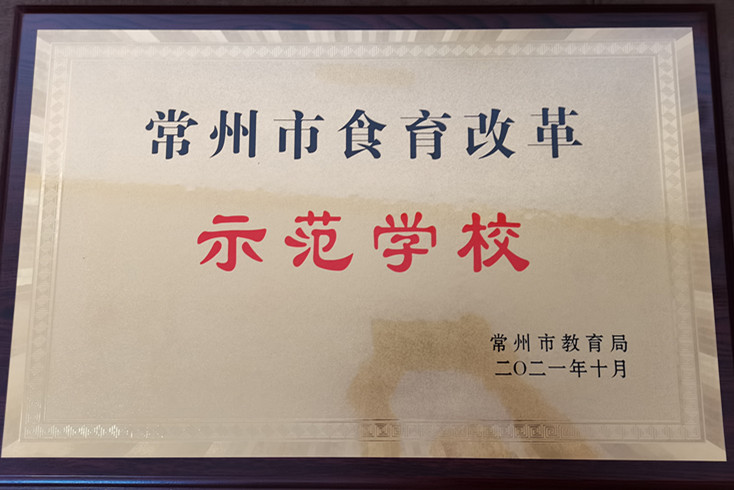 常州市食育改革
示范学校
常州市教育局
二〇二一年十月